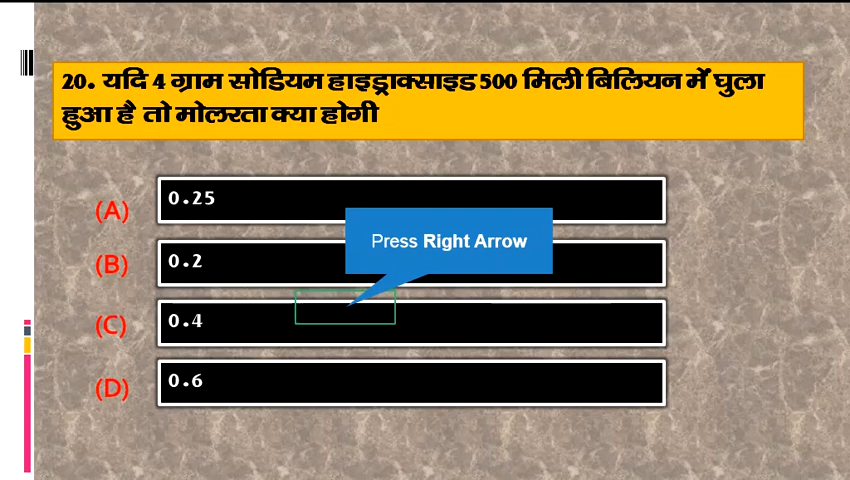 20. यदि 4 ग्राम सोडियम हाइड्राक्साइड 500 मिली बिलियन में घुला
हुआ है तो मोलरता क्या होगी
(A) 0.25
Press Right Arrow
(B) 0.2
(C) 0.4
(D) 0.6